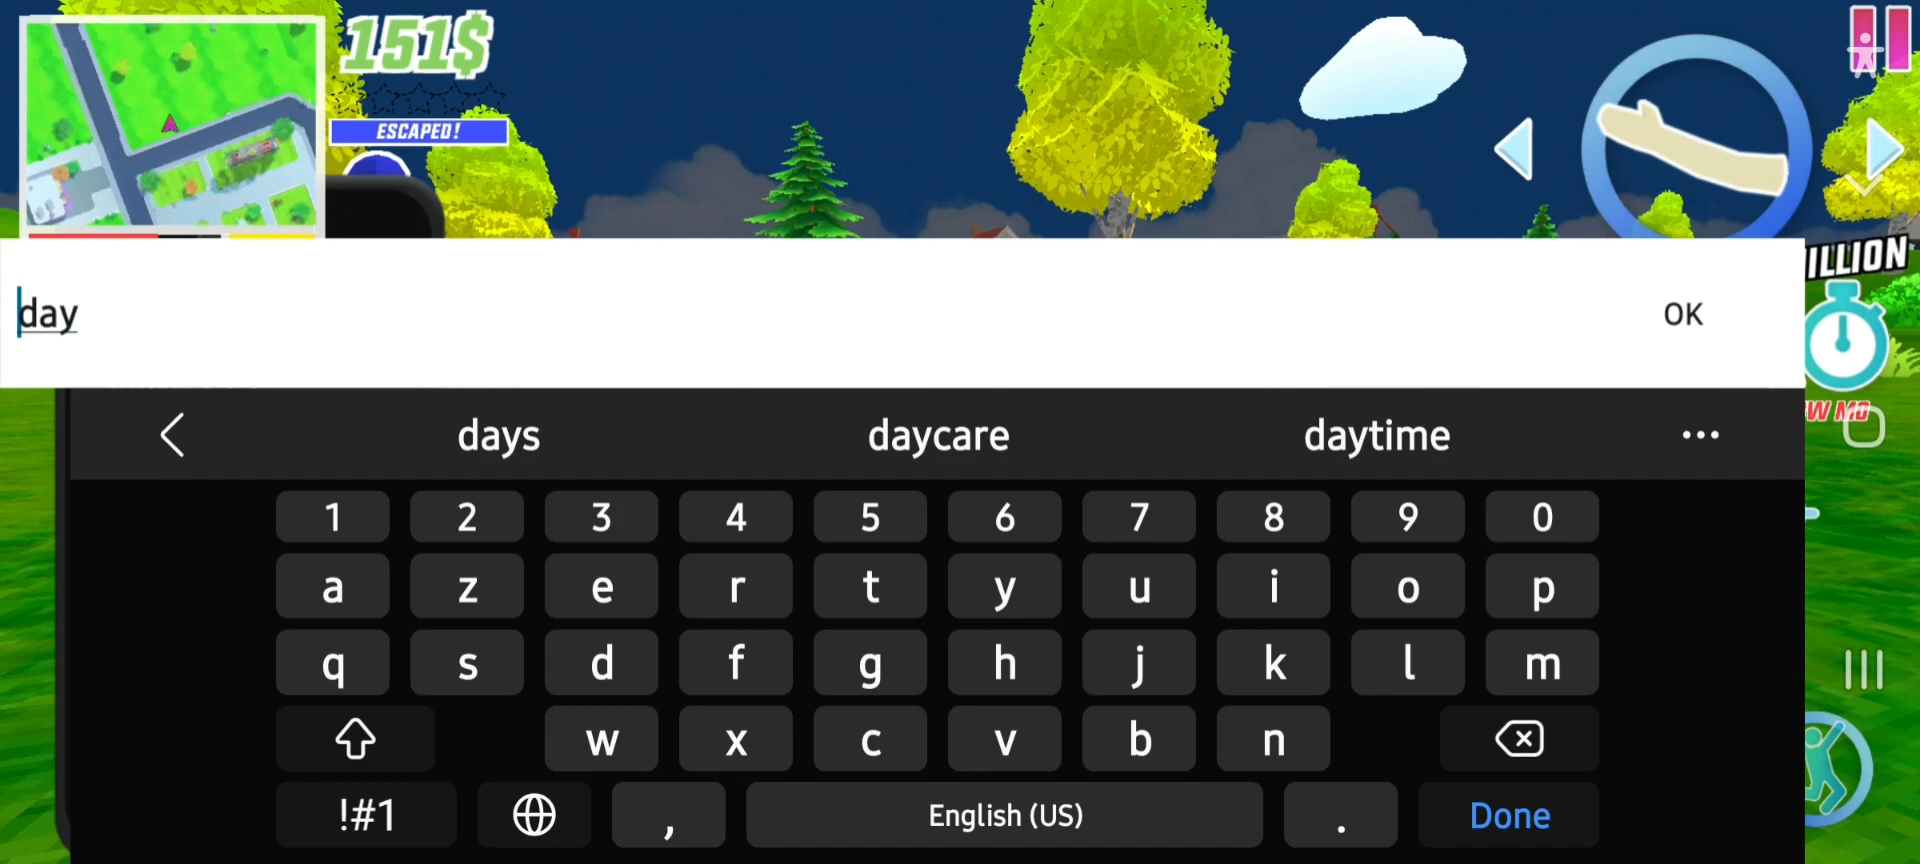 151$
ESCAPED!
ILLION
day
OK
W MO
days daycare daytime ...
1 2 3 4 5 6 7 8 9 0
a z e r t y u i o p
q s d f g h j k l m
w x c v b n
!#1 , English (US) . Done